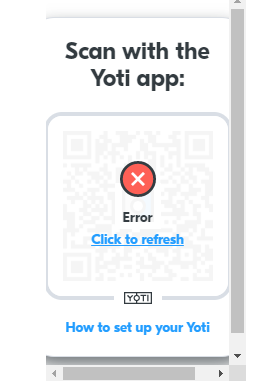 Scan with the
Yoti app:
Error
Click to refresh
YOTI
How to set up your Yoti